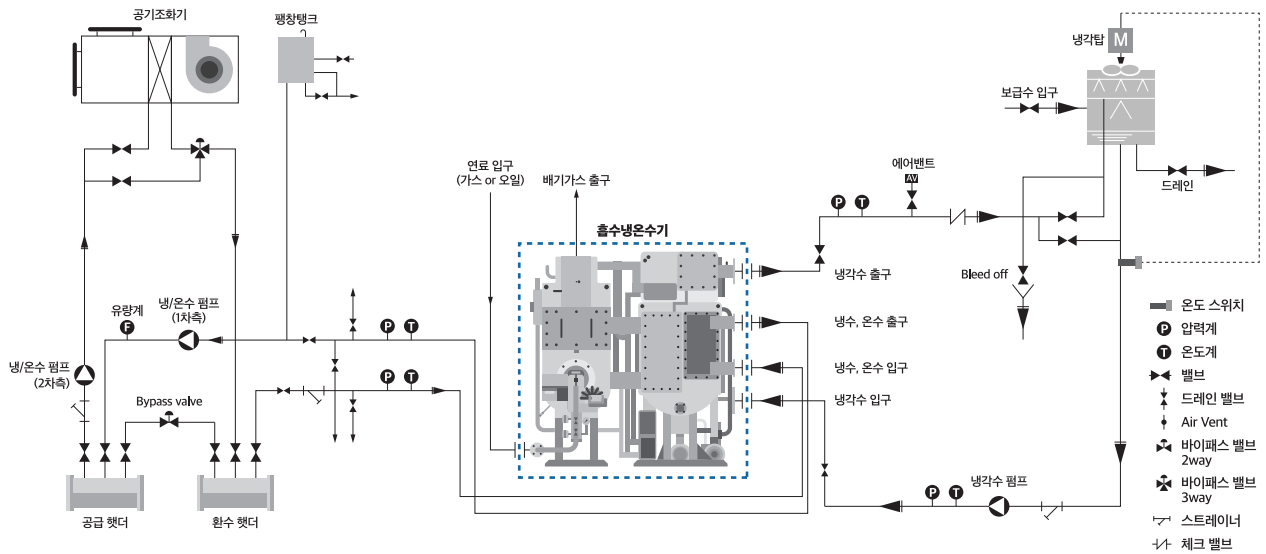 공기조화기
팽창탱크
냉각탑
M
보급수 입구
에어밴트
AV
드레인
연료 입구
(가스 or 오일)
배기가스 출구
흡수냉온수기
P
T
냉각수 출구
Bleed off
냉수, 온수 출구
냉수, 온수 입구
냉각수 입구
유량계
F
냉/온수 펌프
(1차측)
P
T
냉/온수 펌프
(2차측)
P
T
Bypass valve
공급 햇더
환수 햇더
냉각수 펌프
P
T
온도 스위치
P 압력계
T 온도계
밸브
드레인 밸브
Air Vent
바이패스 밸브
2way
바이패스 밸브
3way
스트레이너
체크 밸브